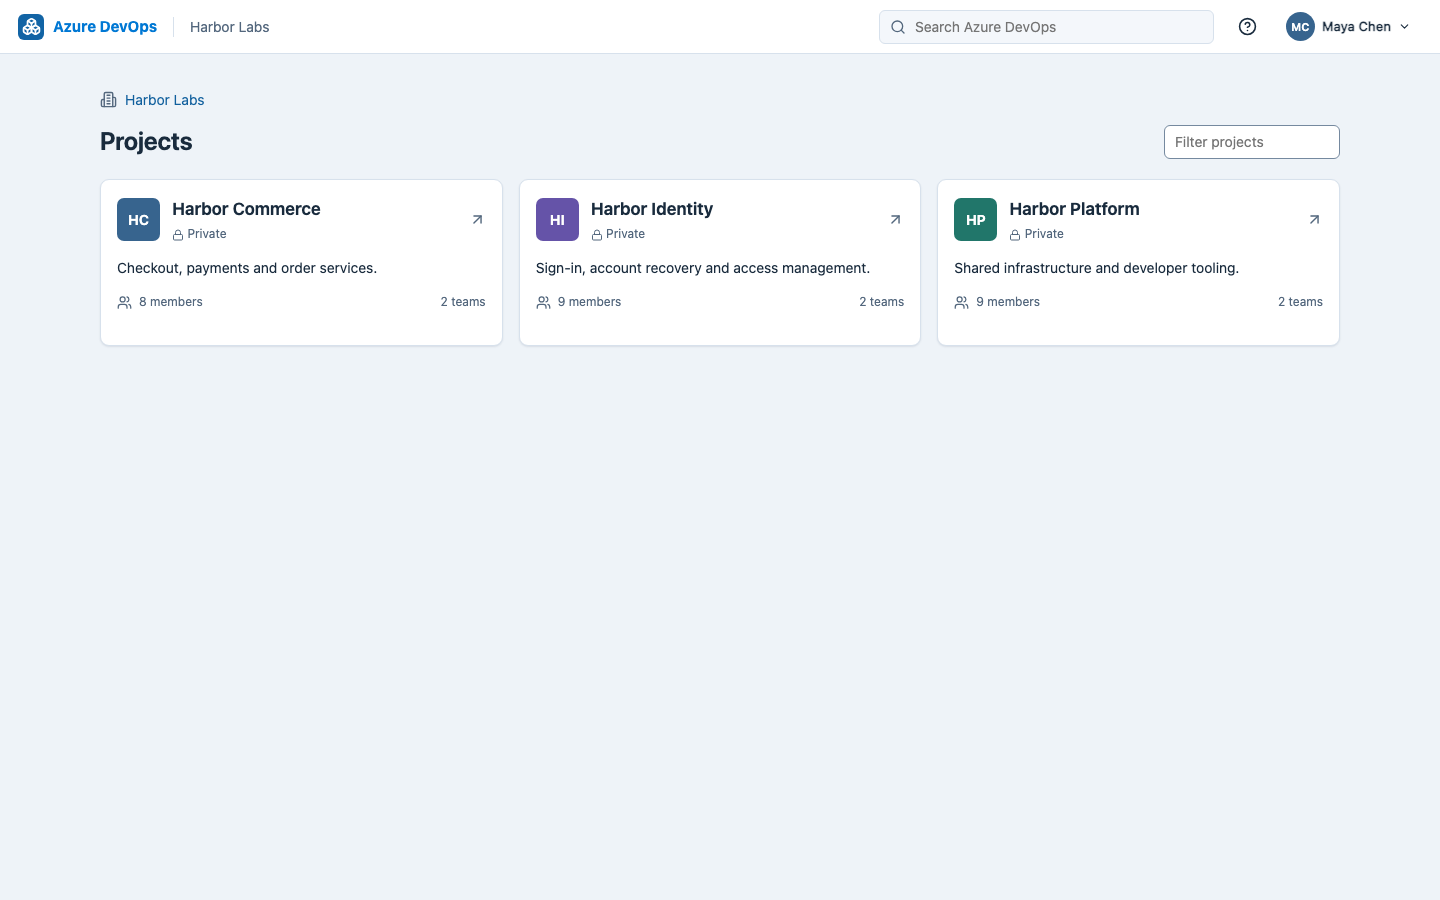 Azure DevOps
Harbor Labs
Search Azure DevOps
MC
Maya Chen
Harbor Labs
Projects
Filter projects
HC
Harbor Commerce
Private
Checkout, payments and order services.
8 members
2 teams
HI
Harbor Identity
Private
Sign-in, account recovery and access management.
9 members
2 teams
HP
Harbor Platform
Private
Shared infrastructure and developer tooling.
9 members
2 teams